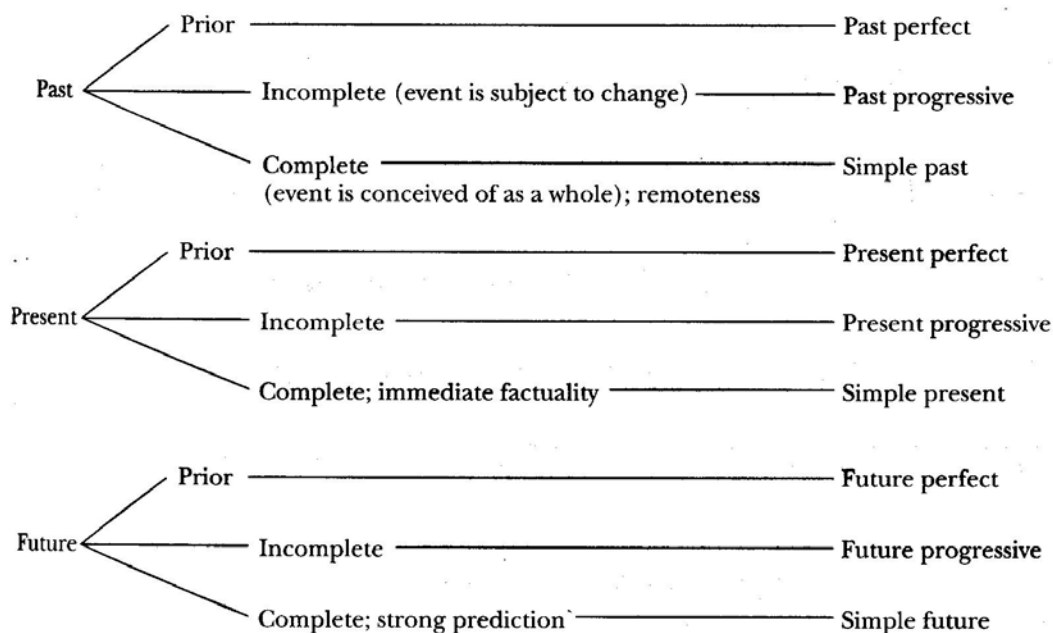 Prior Past perfect
Past Incomplete (event is subject to change) Past progressive
Complete Simple past
(event is conceived of as a whole); remoteness
Prior Present perfect
Present Incomplete Present progressive
Complete; immediate factuality Simple present
Prior Future perfect
Future Incomplete Future progressive
Complete; strong prediction Simple future